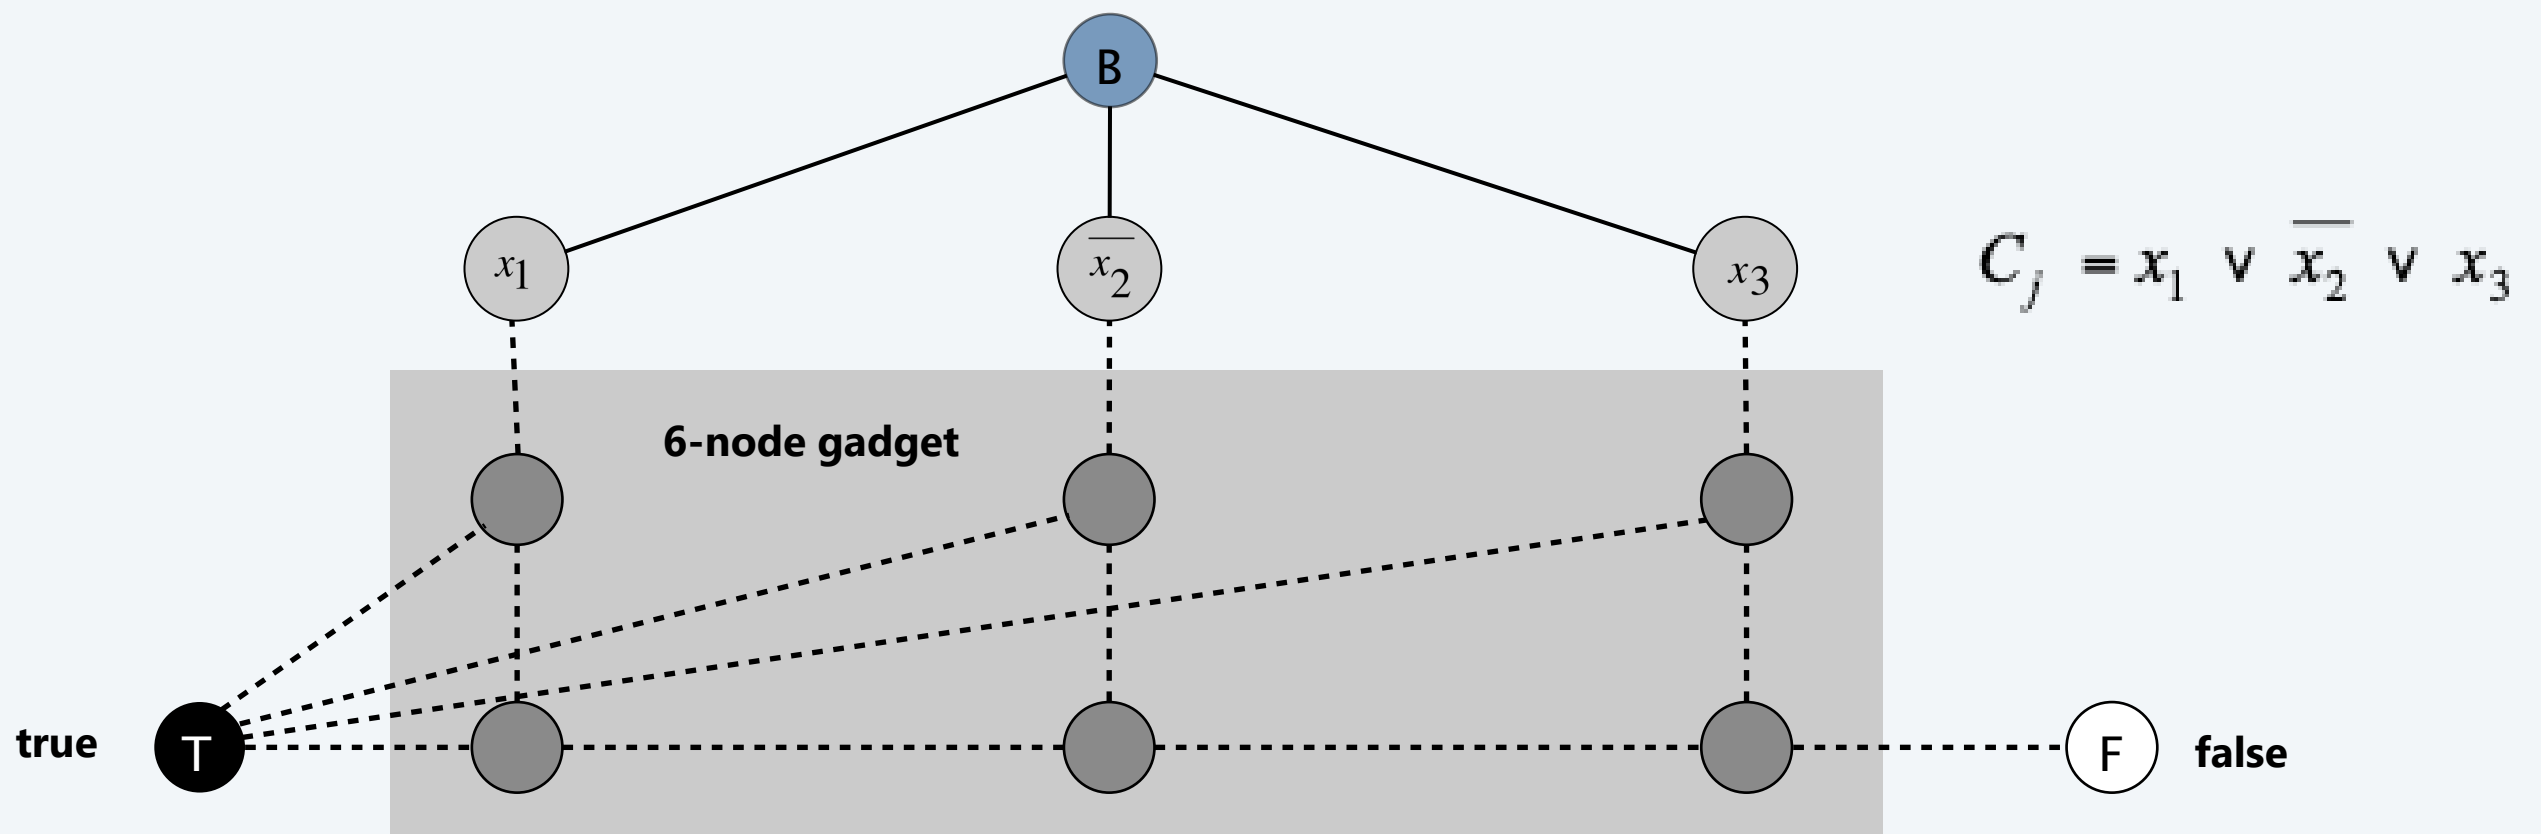 B
x₁
x̅₂
x₃
Cⱼ = x₁ ∨ x̅₂ ∨ x₃
6-node gadget
true
T
F
false